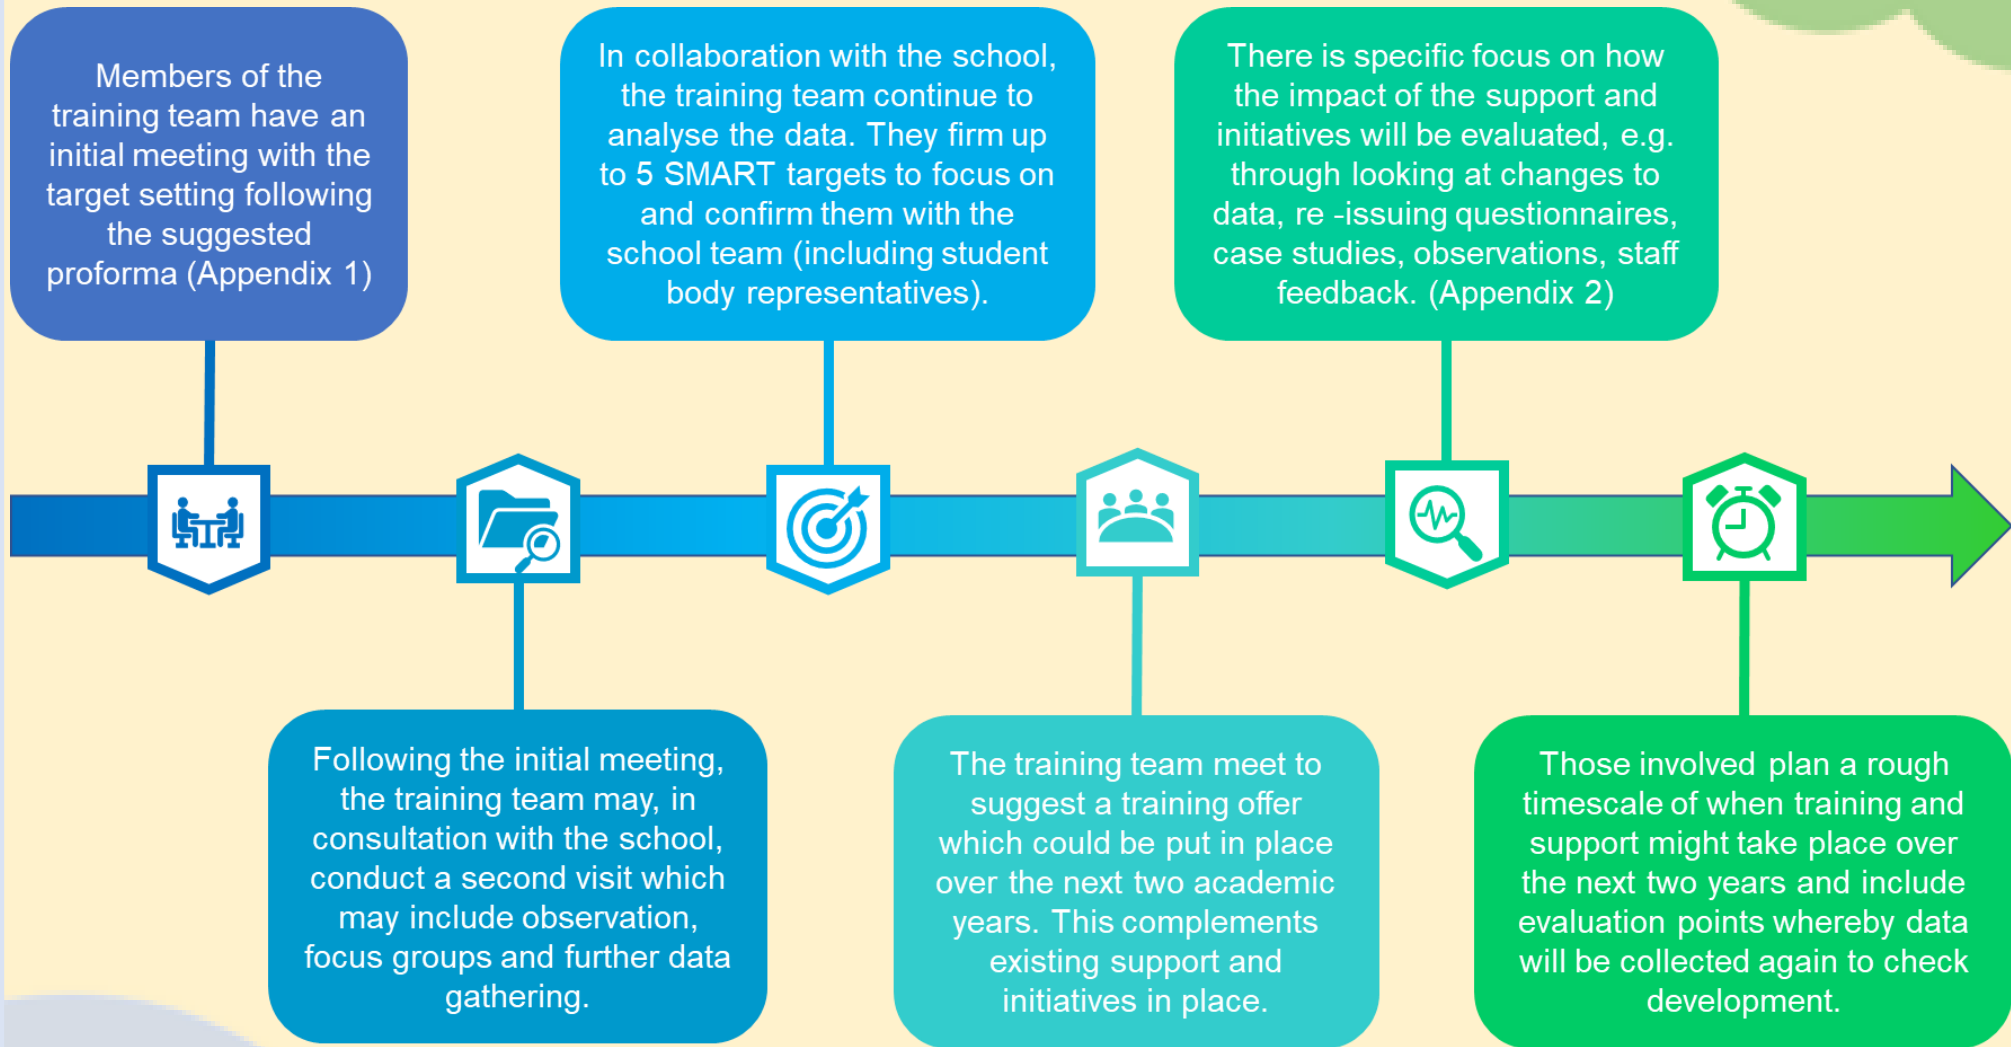 Members of the
training team have an
initial meeting with the
target setting following
the suggested
proforma (Appendix 1)
Following the initial meeting,
the training team may, in
consultation with the school,
conduct a second visit which
may include observation,
focus groups and further data
gathering.
In collaboration with the school,
the training team continue to
analyse the data. They firm up
to 5 SMART targets to focus on
and confirm them with the
school team (including student
body representatives).
The training team meet to
suggest a training offer
which could be put in place
over the next two academic
years. This complements
existing support and
initiatives in place.
There is specific focus on how
the impact of the support and
initiatives will be evaluated, e.g.
through looking at changes to
data, re -issuing questionnaires,
case studies, observations, staff
feedback. (Appendix 2)
Those involved plan a rough
timescale of when training and
support might take place over
the next two years and include
evaluation points whereby data
will be collected again to check
development.